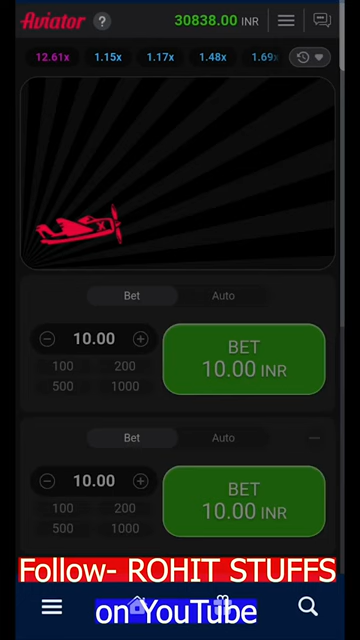 Aviator ? 30838.00 INR
12.61x 1.15x 1.17x 1.48x 1.69x
Bet Auto
10.00
100 200
500 1000
BET
10.00 INR
Bet Auto
10.00
100 200
500 1000
BET
10.00 INR
Follow- ROHIT STUFFS
on YouTube